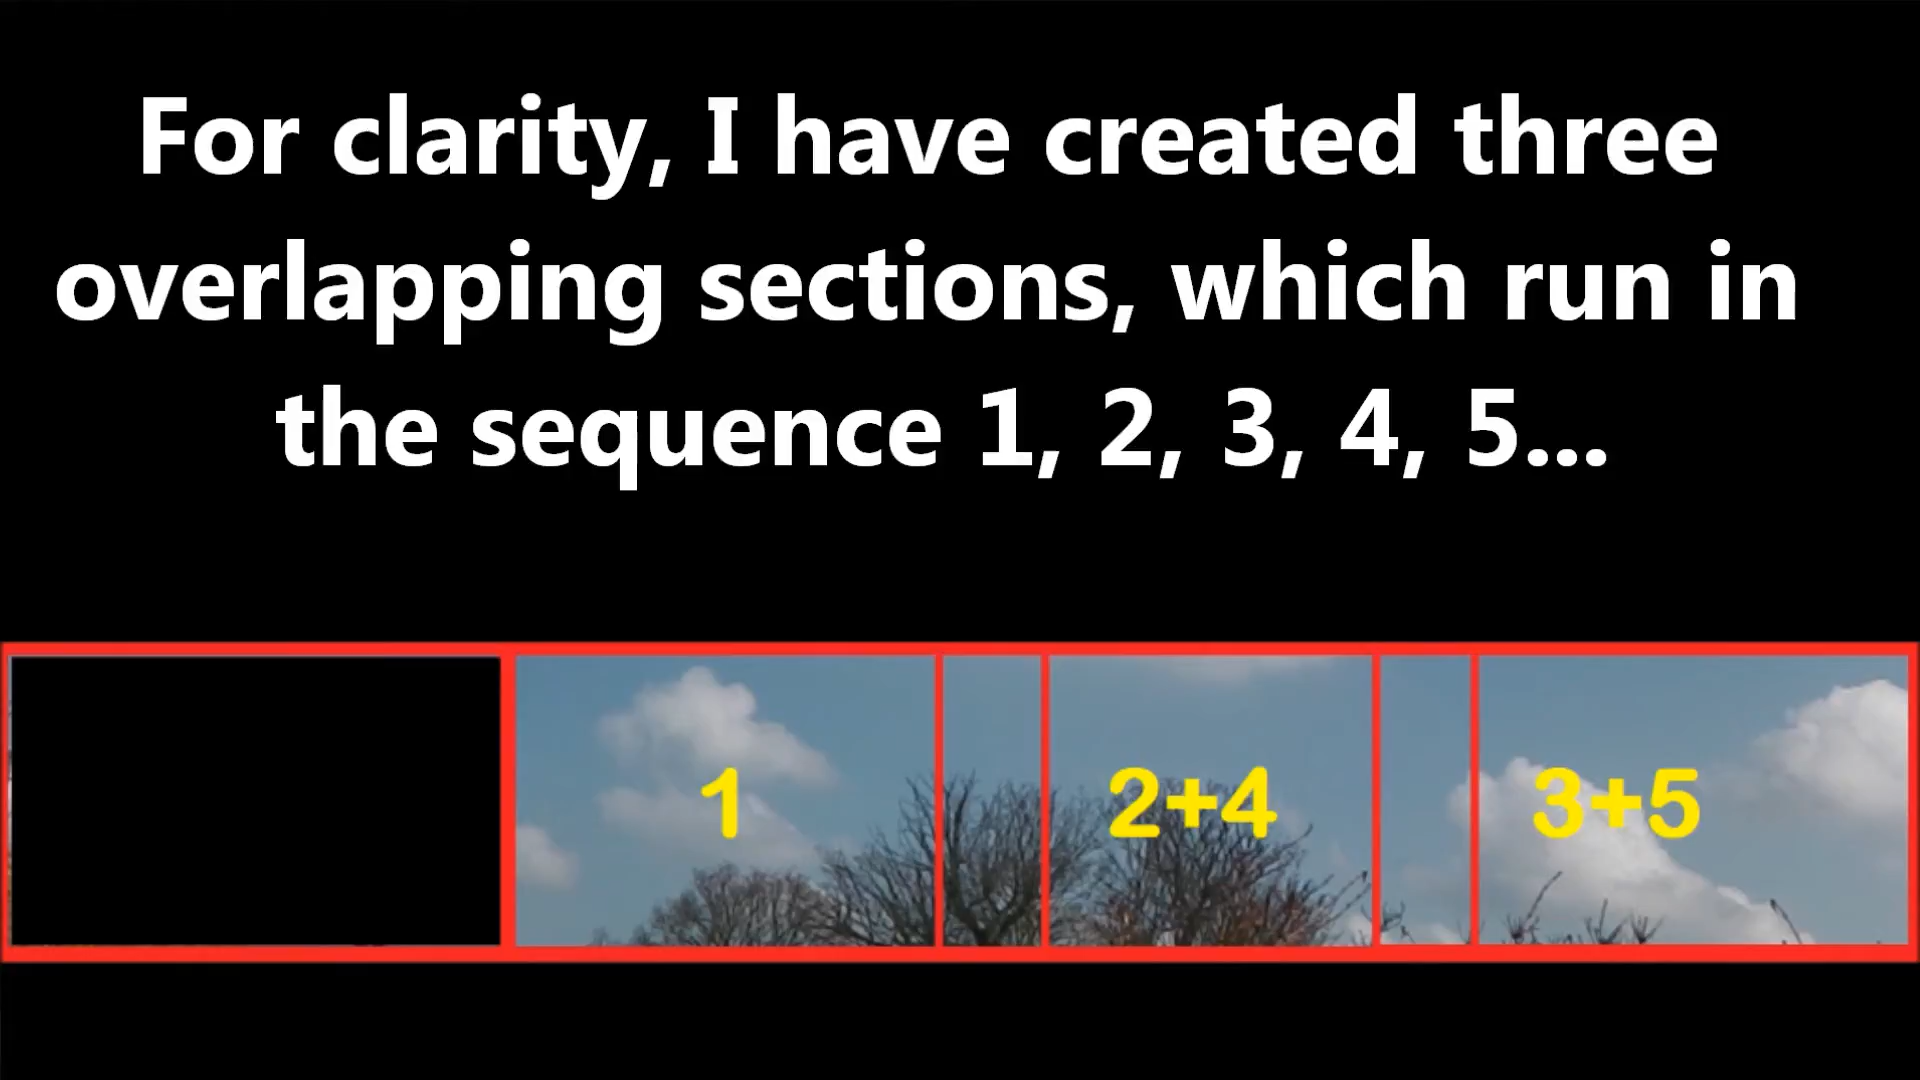 For clarity, I have created three
overlapping sections, which run in
the sequence 1, 2, 3, 4, 5...
1 2+4 3+5